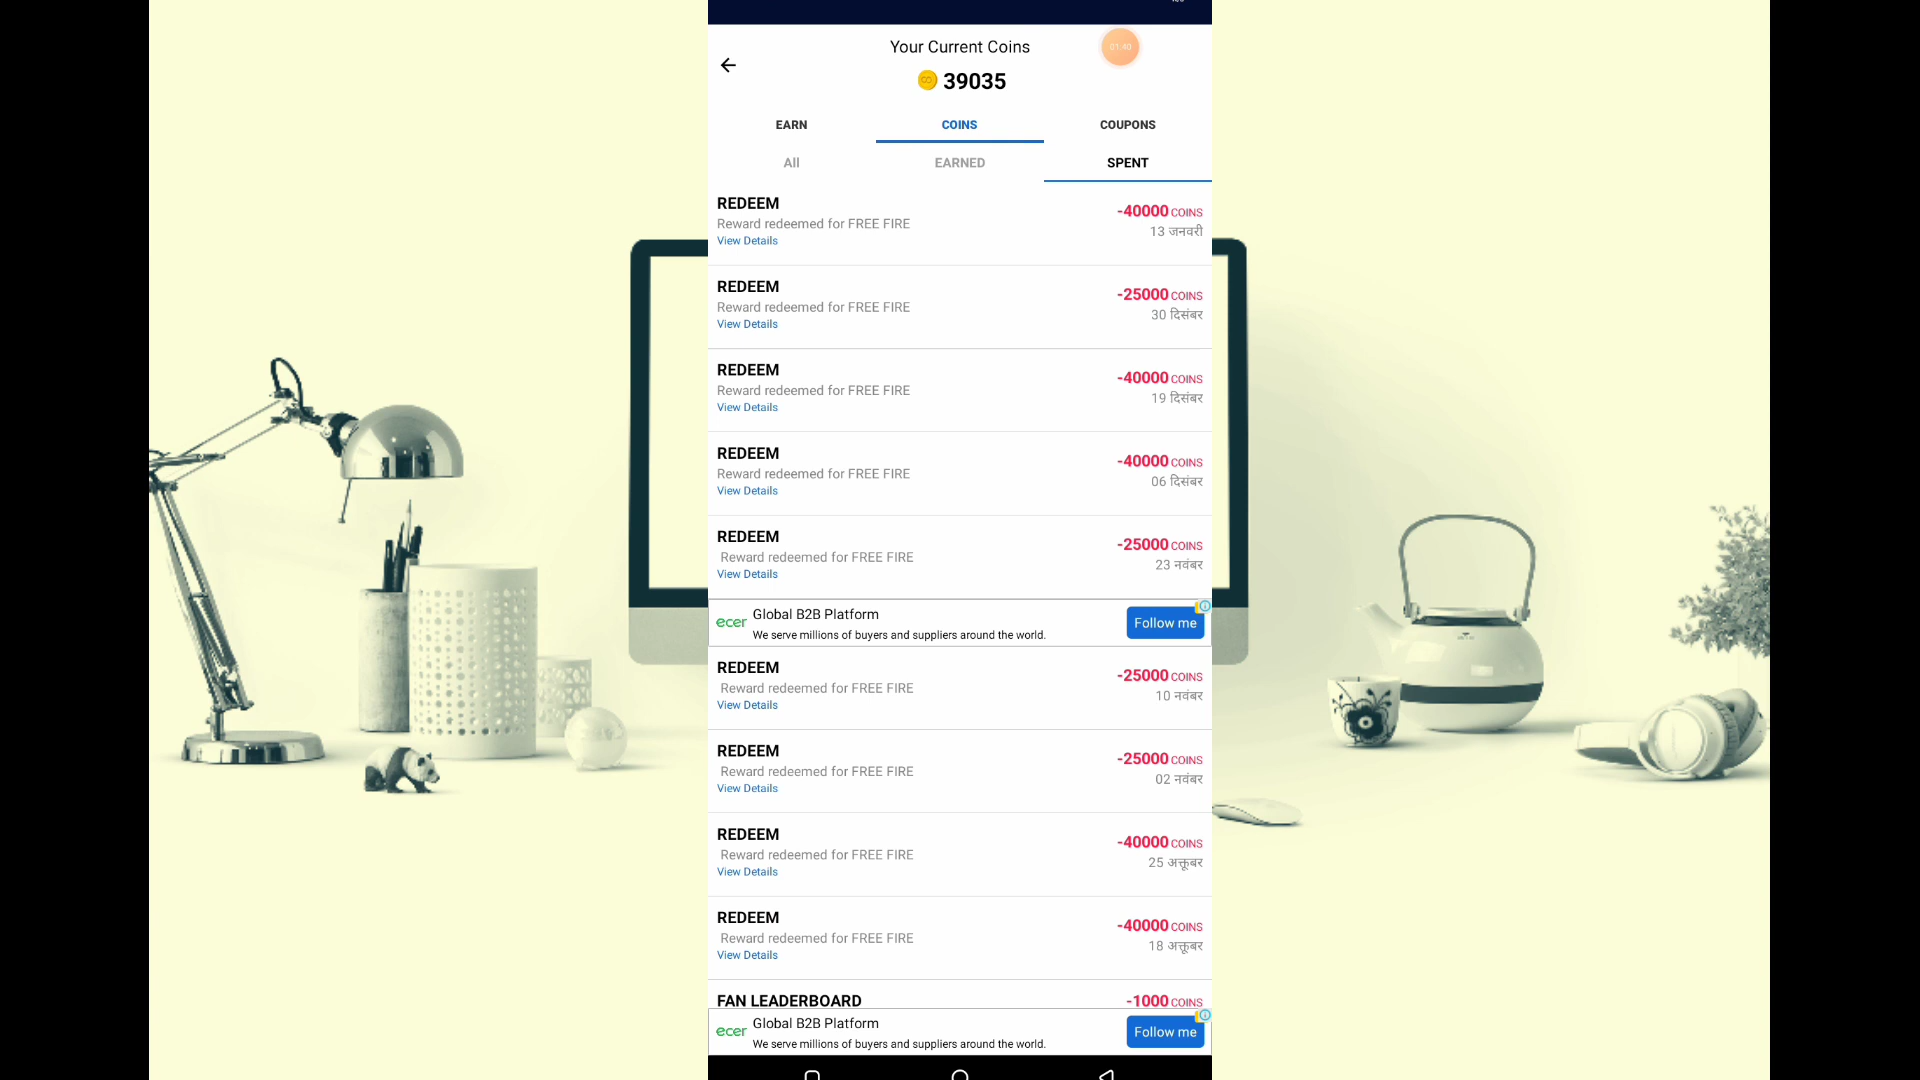 Your Current Coins
01:40
39035
EARN
COINS
COUPONS
All
EARNED
SPENT
REDEEM
Reward redeemed for FREE FIRE
View Details
-40000 COINS
13 जनवरी
REDEEM
Reward redeemed for FREE FIRE
View Details
-25000 COINS
30 दिसंबर
REDEEM
Reward redeemed for FREE FIRE
View Details
-40000 COINS
19 दिसंबर
REDEEM
Reward redeemed for FREE FIRE
View Details
-40000 COINS
06 दिसंबर
REDEEM
Reward redeemed for FREE FIRE
View Details
-25000 COINS
23 नवंबर
ecer
Global B2B Platform
We serve millions of buyers and suppliers around the world.
Follow me
REDEEM
Reward redeemed for FREE FIRE
View Details
-25000 COINS
10 नवंबर
REDEEM
Reward redeemed for FREE FIRE
View Details
-25000 COINS
02 नवंबर
REDEEM
Reward redeemed for FREE FIRE
View Details
-40000 COINS
25 अक्तूबर
REDEEM
Reward redeemed for FREE FIRE
View Details
-40000 COINS
18 अक्तूबर
FAN LEADERBOARD
-1000 COINS
ecer
Global B2B Platform
We serve millions of buyers and suppliers around the world.
Follow me